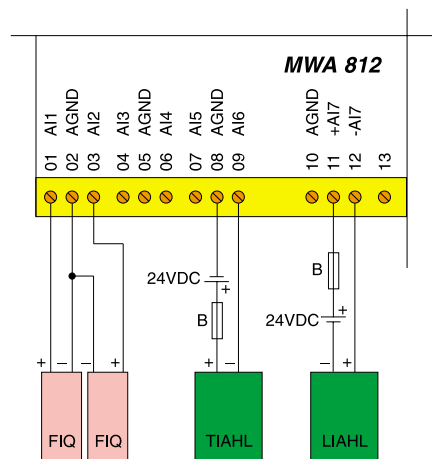 MWA 812
AI1 AGND AI2 AI3 AGND AI4 AI5 AGND AI6 AGND +AI7 -AI7
01 02 03 04 05 06 07 08 09 10 11 12 13
24VDC +
B
B
24VDC +
+ – – + + – – +
FIQ FIQ TIAHL LIAHL